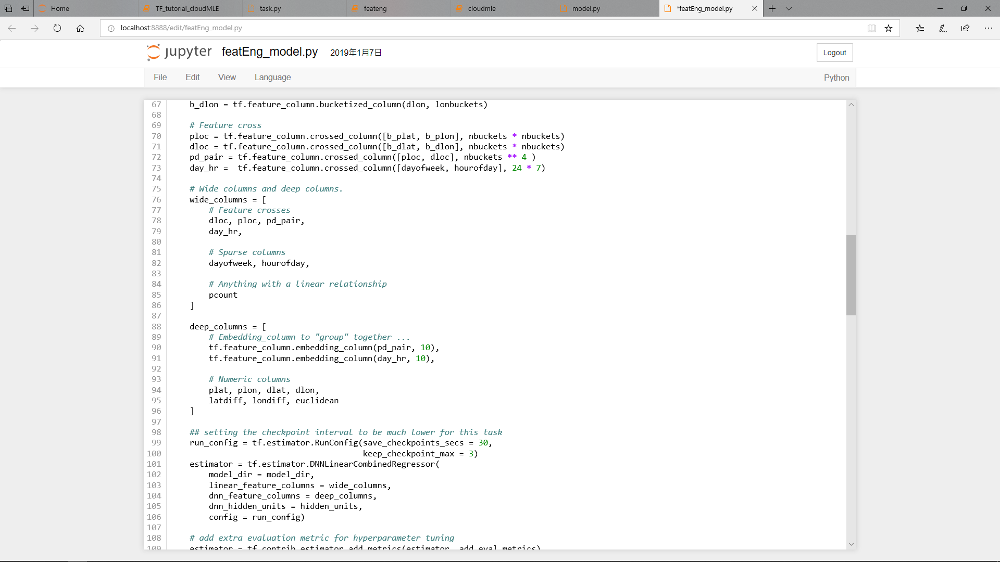 Home
TF_tutorial_cloudMLE
task.py
feateng
cloudmle
model.py
*featEng_model.py
localhost:8888/edit/featEng_model.py
jupyter featEng_model.py 2019年1月7日
Logout
File Edit View Language
Python
67 b_dlon = tf.feature_column.bucketized_column(dlon, lonbuckets)
68
69 # Feature cross
70 ploc = tf.feature_column.crossed_column([b_plat, b_plon], nbuckets * nbuckets)
71 dloc = tf.feature_column.crossed_column([b_dlat, b_dlon], nbuckets * nbuckets)
72 pd_pair = tf.feature_column.crossed_column([ploc, dloc], nbuckets ** 4 )
73 day_hr =  tf.feature_column.crossed_column([dayofweek, hourofday], 24 * 7)
74
75 # Wide columns and deep columns.
76 wide_columns = [
77 # Feature crosses
78 dloc, ploc, pd_pair,
79 day_hr,
80
81 # Sparse columns
82 dayofweek, hourofday,
83
84 # Anything with a linear relationship
85 pcount
86 ]
87
88 deep_columns = [
89 # Embedding_column to "group" together ...
90 tf.feature_column.embedding_column(pd_pair, 10),
91 tf.feature_column.embedding_column(day_hr, 10),
92
93 # Numeric columns
94 plat, plon, dlat, dlon,
95 latdiff, londiff, euclidean
96 ]
97
98 ## setting the checkpoint interval to be much lower for this task
99 run_config = tf.estimator.RunConfig(save_checkpoints_secs = 30,
100 keep_checkpoint_max = 3)
101 estimator = tf.estimator.DNNLinearCombinedRegressor(
102 model_dir = model_dir,
103 linear_feature_columns = wide_columns,
104 dnn_feature_columns = deep_columns,
105 dnn_hidden_units = hidden_units,
106 config = run_config)
107
108 # add extra evaluation metric for hyperparameter tuning
109 estimator = tf.contrib.estimator.add_metrics(estimator, add_eval_metrics)